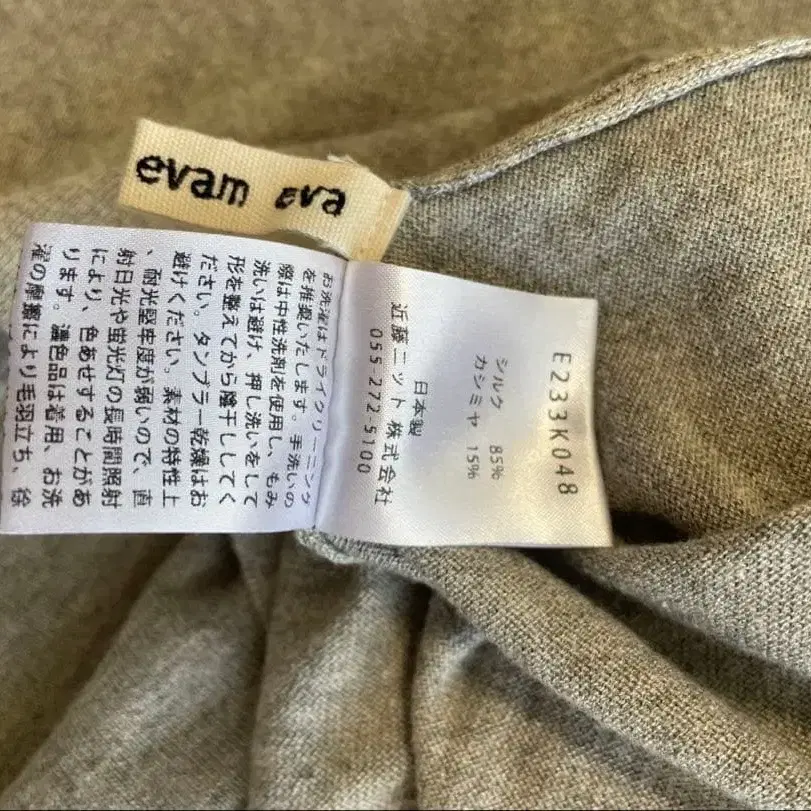 evam eva
E233K048
シルク 85%
カシミヤ 15%
日本製
近藤ニット株式会社
055-272-5100
お洗濯はドライクリーニング
を推奨いたします。手洗いの
際は中性洗剤を使用し、もみ
洗いは避け、押し洗いをして
形を整えてから陰干ししてく
ださい。タンブラー乾燥はお
避けください。素材の特性上
、耐光堅牢度が弱いので、直
射日光や蛍光灯の長時間照射
により、色あせすることがあ
ります。濃色品は着用、お洗
濯の摩擦により毛羽立ち、徐